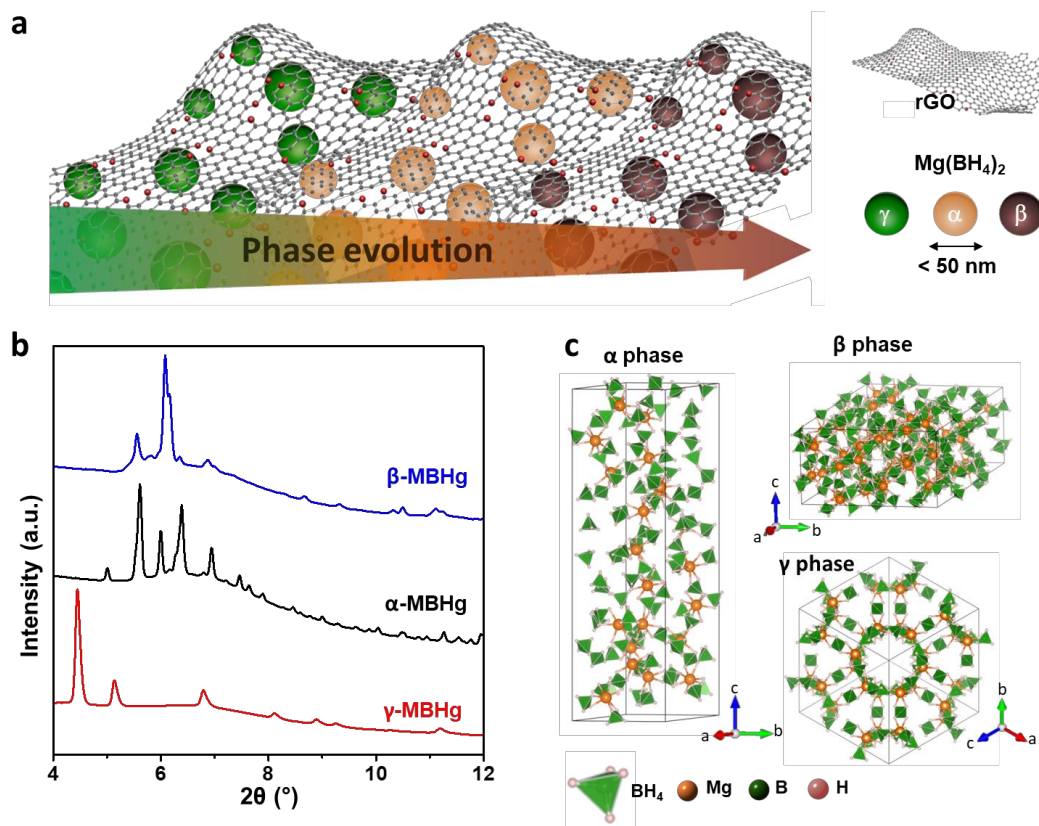 a
rGO
Mg(BH₄)₂
γ
α
β
< 50 nm
Phase evolution
b
β-MBHg
α-MBHg
γ-MBHg
Intensity (a.u.)
4
6
8
10
12
2θ (°)
c
α phase
β phase
γ phase
c
a
b
c
a
b
b
c
a
BH₄
Mg
B
H